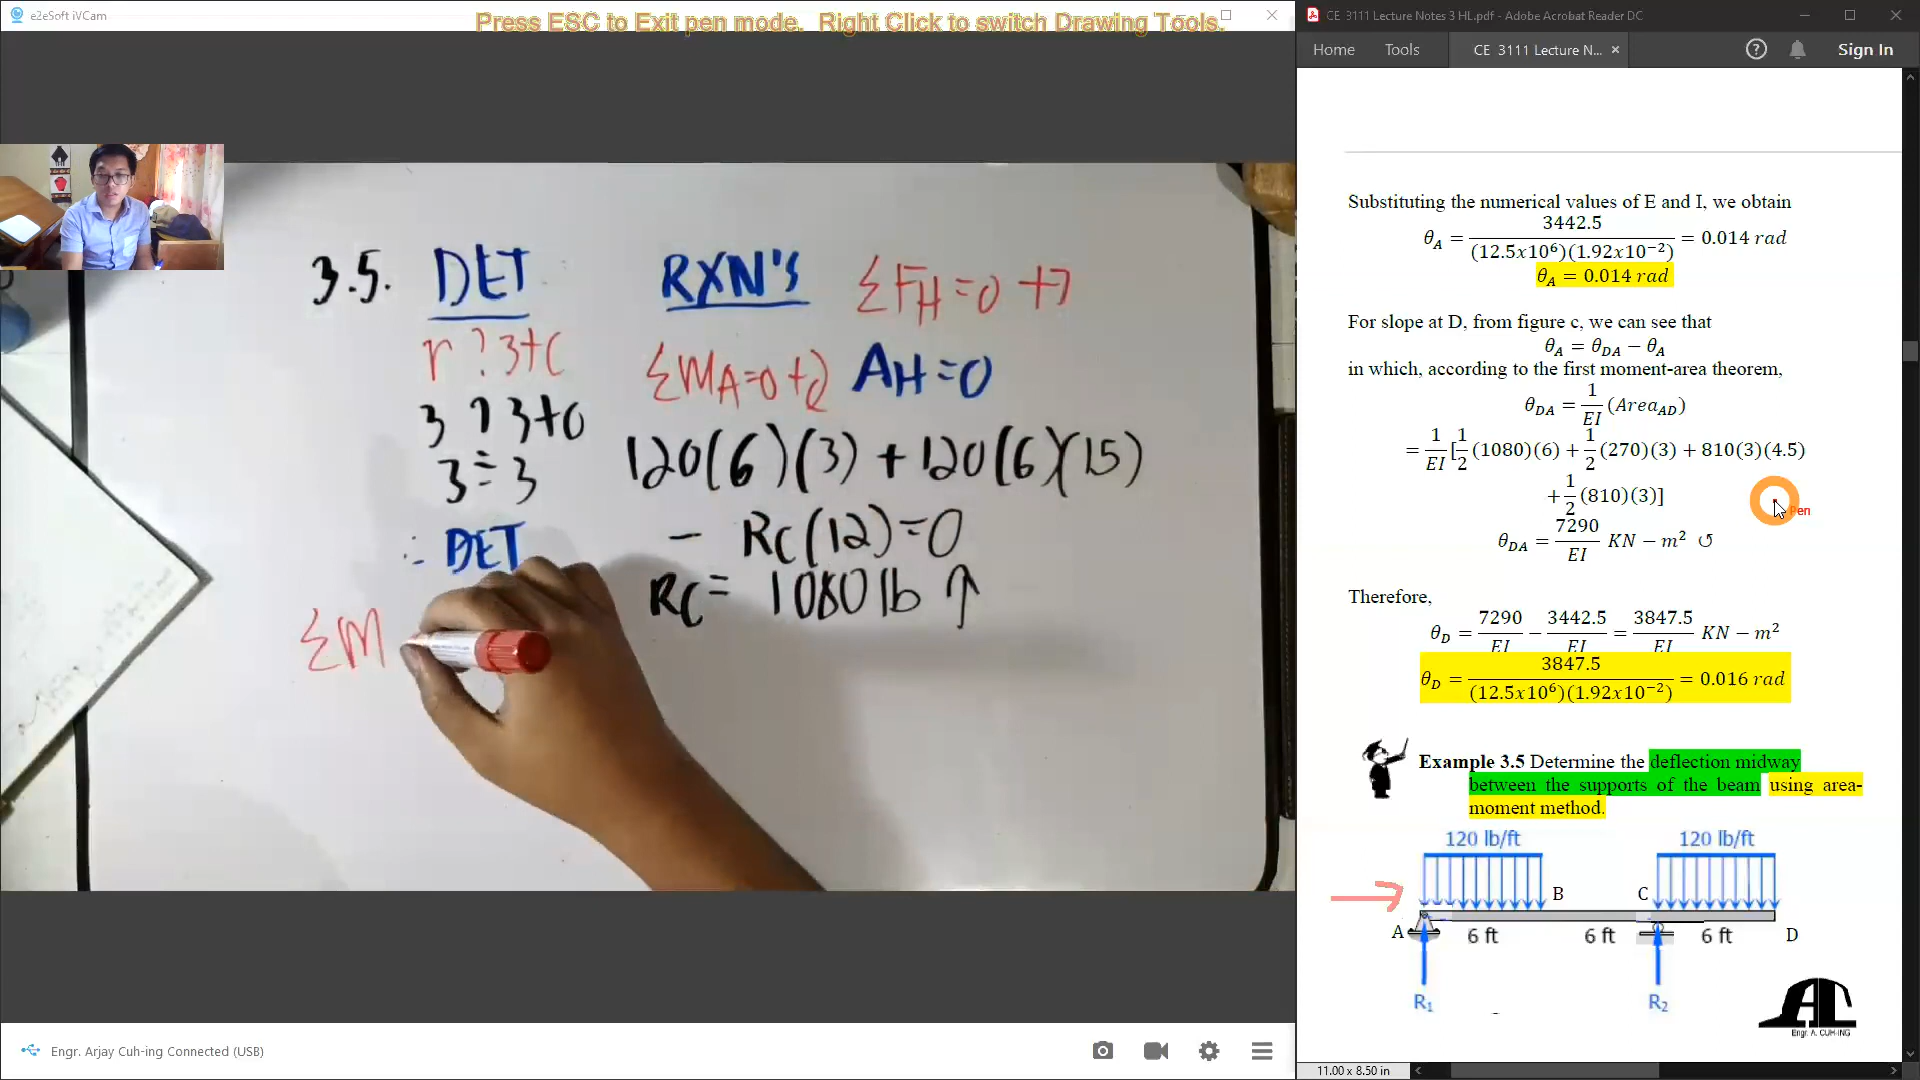 e2eSoft iVCam
Press ESC to Exit pen mode. Right Click to switch Drawing Tools.
3.5. DET
r ? 3+C
3 ? 3+0
3 = 3
∴ DET
ΣM
RXN'S
ΣFH=0 +
ΣMA=0 +
AH=0
120(6)(3) + 120(6)(15)
− RC(12)=0
RC= 1080 lb ↑
Engr. Arjay Cuh-ing Connected (USB)
CE 3111 Lecture Notes 3 HL.pdf - Adobe Acrobat Reader DC
Home Tools CE 3111 Lecture N... × Sign In
Substituting the numerical values of E and I, we obtain
θA = 3442.5 / (12.5x10⁶)(1.92x10⁻²) = 0.014 rad
θA = 0.014 rad
For slope at D, from figure c, we can see that
θA = θDA − θA
in which, according to the first moment-area theorem,
θDA = 1/EI (AreaAD)
= 1/EI [1/2 (1080)(6) + 1/2 (270)(3) + 810(3)(4.5)
+ 1/2 (810)(3)]
Pen
θDA = 7290/EI KN − m² ↺
Therefore,
θD = 7290/EI − 3442.5/EI = 3847.5/EI KN − m²
θD = 3847.5 / (12.5x10⁶)(1.92x10⁻²) = 0.016 rad
Example 3.5 Determine the deflection midway
between the supports of the beam using area-
moment method.
120 lb/ft 120 lb/ft
B C
A 6 ft 6 ft 6 ft D
R₁ R₂
Engr. A. CUH-ING
11.00 x 8.50 in